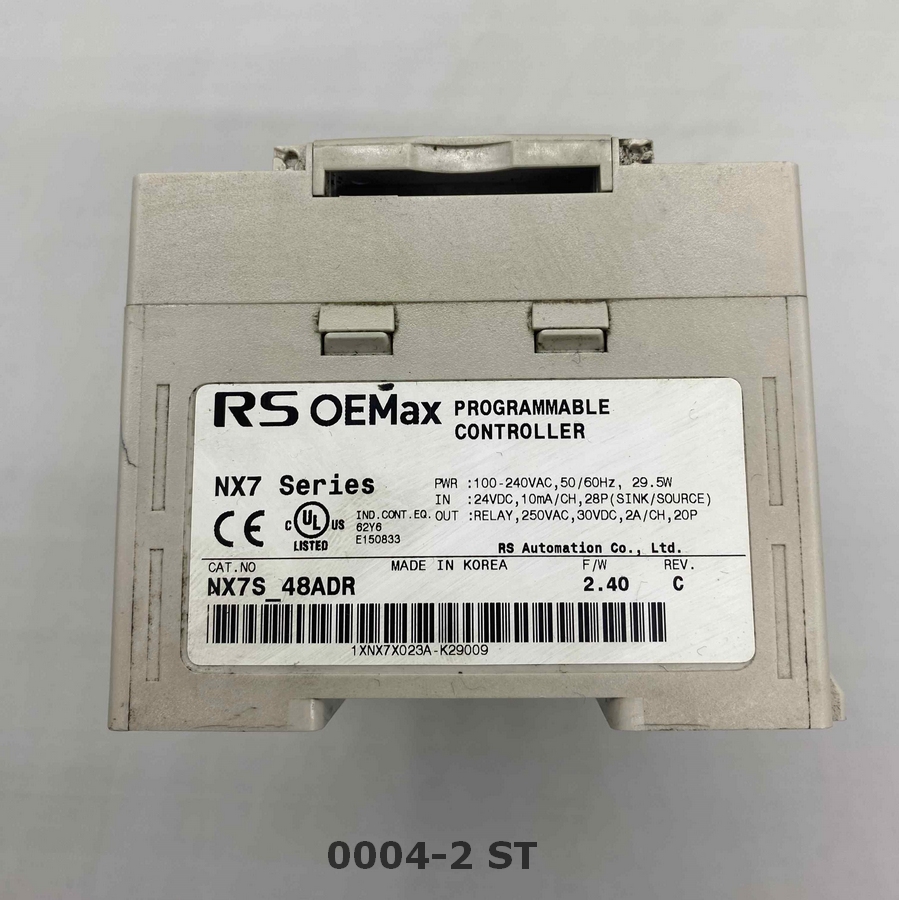 RS OEMax PROGRAMMABLE
CONTROLLER
NX7 Series
PWR :100-240VAC,50/60Hz, 29.5W
IN :24VDC,10mA/CH,28P(SINK/SOURCE)
OUT :RELAY,250VAC,30VDC,2A/CH,20P
CE
C UL US
LISTED
IND.CONT.EQ.
62Y6
E150833
RS Automation Co., Ltd.
CAT.NO MADE IN KOREA F/W REV.
NX7S_48ADR 2.40 C
1XNX7X023A-K29009
0004-2 ST